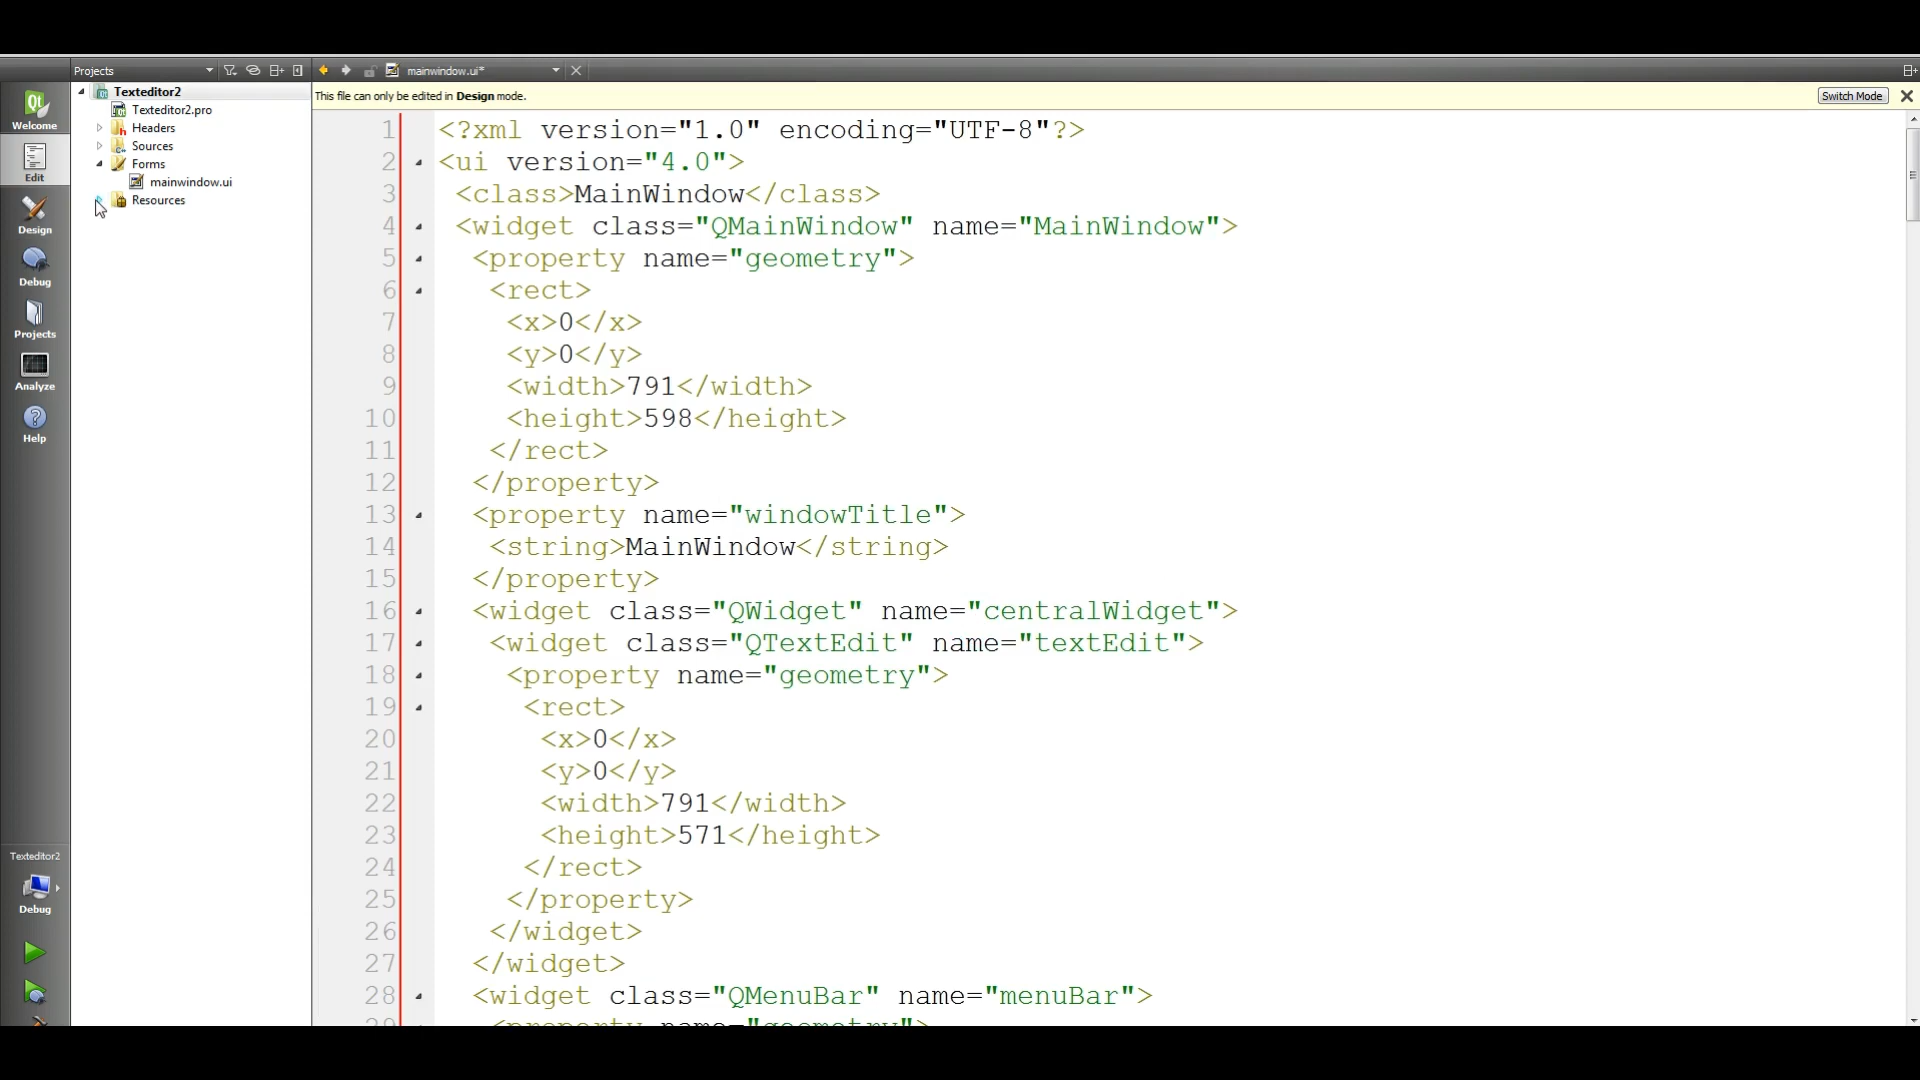 Projects
mainwindow.ui*
This file can only be edited in Design mode.
Switch Mode
Welcome
Edit
Design
Debug
Projects
Analyze
Help
Texteditor2
Debug
Texteditor2
Texteditor2.pro
Headers
Sources
Forms
mainwindow.ui
Resources
1 <?xml version="1.0" encoding="UTF-8"?>
2 <ui version="4.0">
3 <class>MainWindow</class>
4 <widget class="QMainWindow" name="MainWindow">
5 <property name="geometry">
6 <rect>
7 <x>0</x>
8 <y>0</y>
9 <width>791</width>
10 <height>598</height>
11 </rect>
12 </property>
13 <property name="windowTitle">
14 <string>MainWindow</string>
15 </property>
16 <widget class="QWidget" name="centralWidget">
17 <widget class="QTextEdit" name="textEdit">
18 <property name="geometry">
19 <rect>
20 <x>0</x>
21 <y>0</y>
22 <width>791</width>
23 <height>571</height>
24 </rect>
25 </property>
26 </widget>
27 </widget>
28 <widget class="QMenuBar" name="menuBar">
29 <property name="geometry">